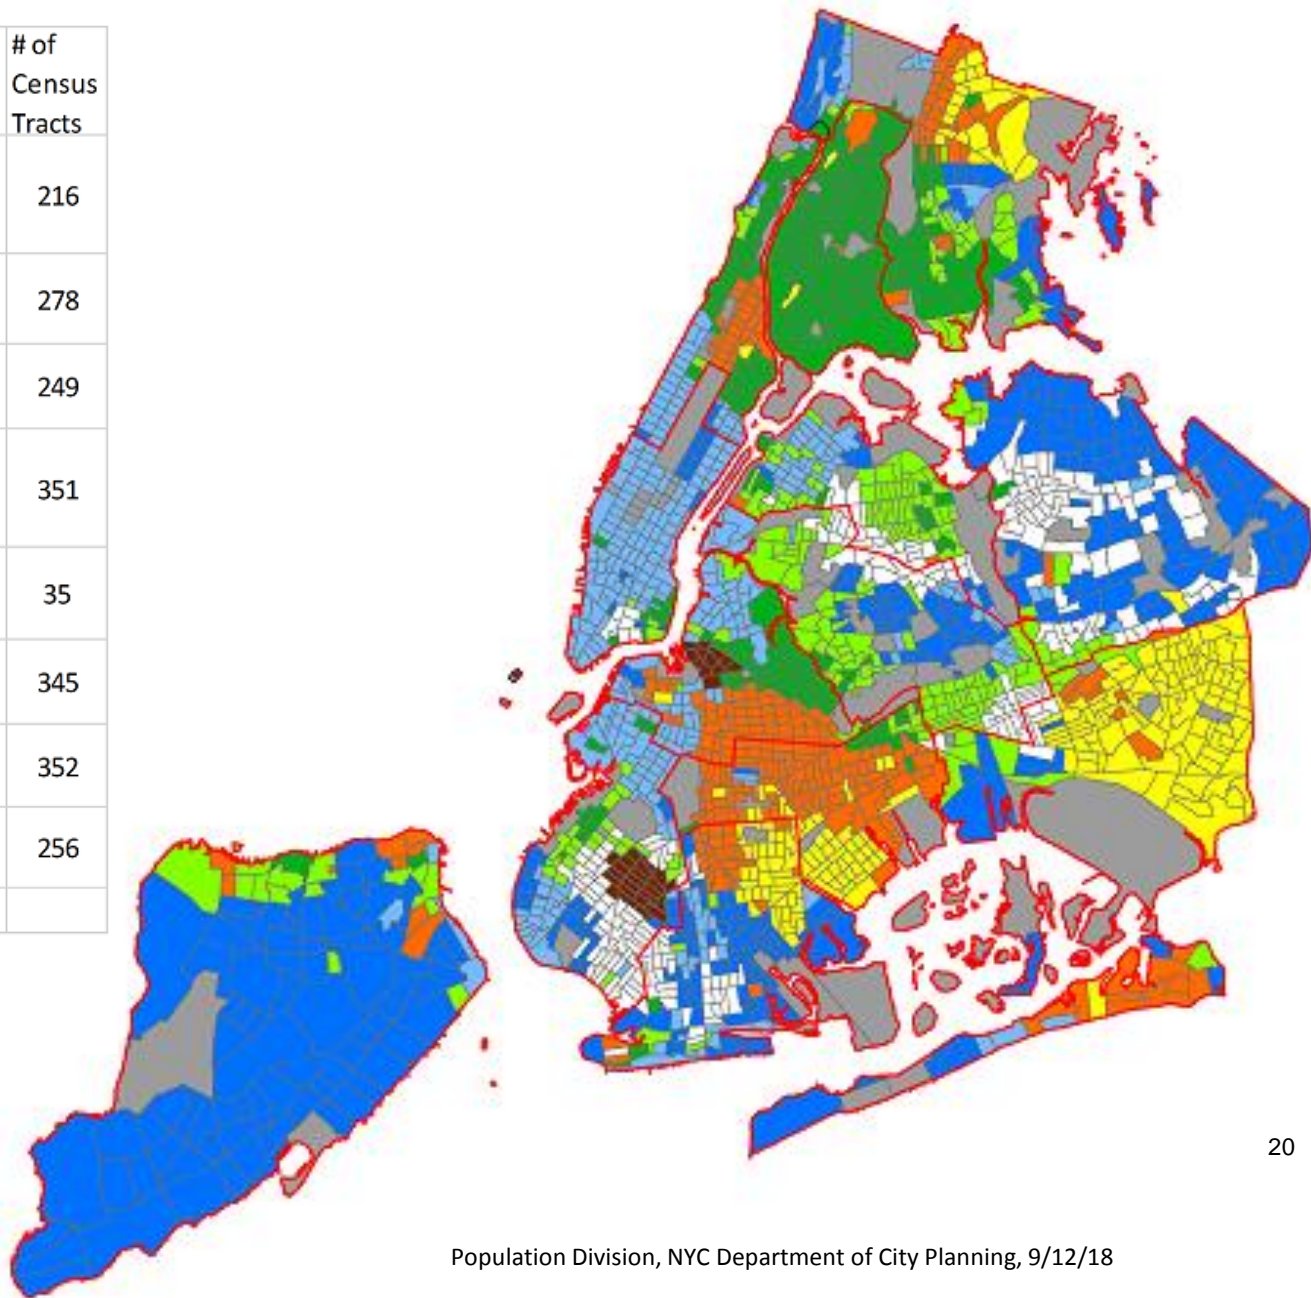 # of
Census
Tracts
216
278
249
351
35
345
352
256
20
Population Division, NYC Department of City Planning, 9/12/18